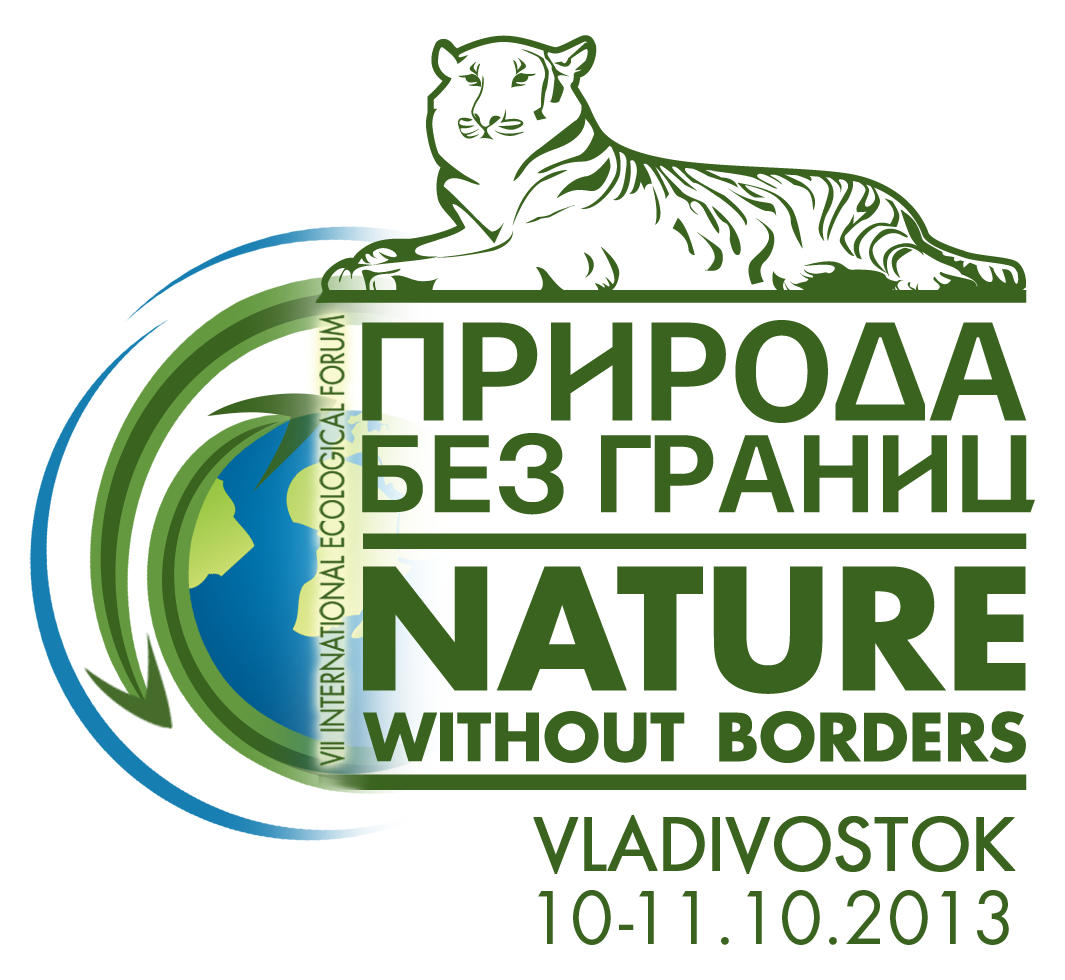 VII INTERNATIONAL ECOLOGICAL FORUM
ПРИРОДА
БЕЗ ГРАНИЦ
NATURE
WITHOUT BORDERS
VLADIVOSTOK
10-11.10.2013